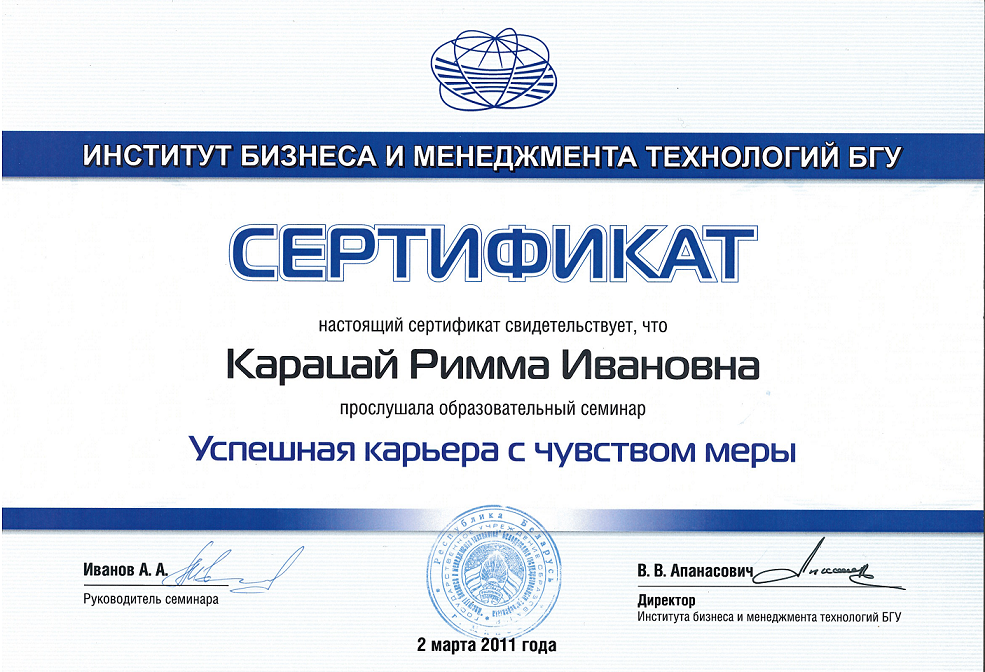 ИНСТИТУТ БИЗНЕСА И МЕНЕДЖМЕНТА ТЕХНОЛОГИЙ БГУ
СЕРТИФИКАТ
настоящий сертификат свидетельствует, что
Карацай Римма Ивановна
прослушала образовательный семинар
Успешная карьера с чувством меры
Республика Беларусь
Иванов А. А.
Руководитель семинара
В. В. Апанасович
Директор
Института бизнеса и менеджмента технологий БГУ
2 марта 2011 года